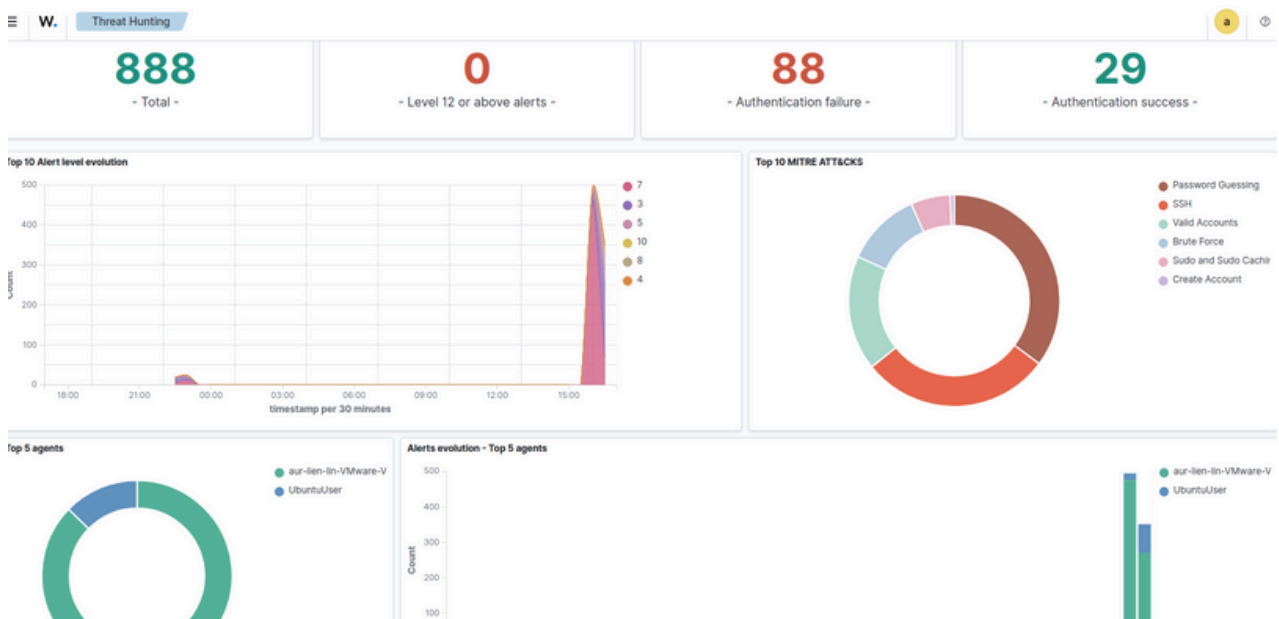 W. Threat Hunting a
888
- Total -
0
- Level 12 or above alerts -
88
- Authentication failure -
29
- Authentication success -
Top 10 Alert level evolution
500
400
300
200
100
0
Count
18:00 21:00 00:00 03:00 06:00 09:00 12:00 15:00
timestamp per 30 minutes
7
3
5
10
8
4
Top 10 MITRE ATT&CKS
Password Guessing
SSH
Valid Accounts
Brute Force
Sudo and Sudo Cachin
Create Account
Top 5 agents
aur-lien-lin-VMware-V
UbuntuUser
Alerts evolution - Top 5 agents
500
400
300
200
100
Count
aur-lien-lin-VMware-V
UbuntuUser